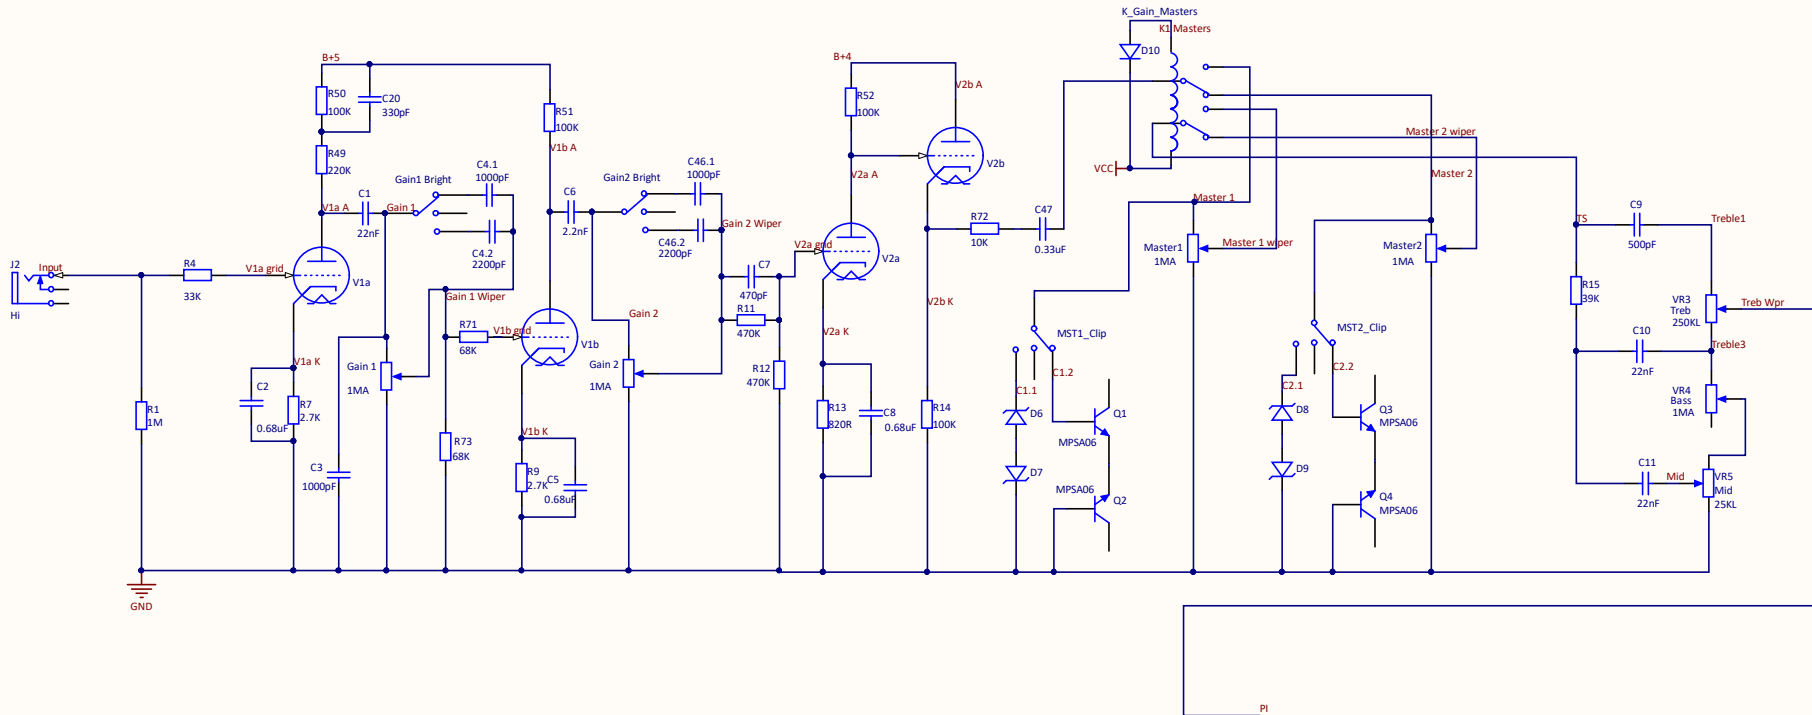 K_Gain_Masters
K1 Masters
D10
B+5
B+4
R50
100K
C20
330pF
R51
100K
V1b A
R52
100K
V2b A
V2b
R49
220K
V2a A
Master 2 wiper
Master 2
VCC
Gain1 Bright
C4.1
1000pF
C4.2
2200pF
C1
22nF
V1a A
Gain 1
C6
2.2nF
Gain2 Bright
C46.1
1000pF
C46.2
2200pF
Gain 2 Wiper
R72
10K
C47
0.33uF
Master 1
Master1
1MA
Master 1 wiper
Master2
1MA
TS
C9
500pF
Treble1
J2
Input
Hi
R4
33K
V1a grid
V1a
Gain 1 Wiper
R71
68K
V1b grid
V1b
Gain 2
C7
470pF
R11
470K
V2a grid
V2a
V2b K
V2a K
R15
39K
VR3
Treb
250KL
Treb Wpr
C10
22nF
Treble3
MST1_Clip
MST2_Clip
V1a K
C2
0.68uF
R7
2.7K
Gain 1
1MA
Gain 2
1MA
R12
470K
C1.1
C1.2
C2.1
C2.2
VR4
Bass
1MA
R1
1M
R73
68K
V1b K
R9
2.7K
C5
0.68uF
R13
820R
C8
0.68uF
R14
100K
D6
D7
Q1
MPSA06
MPSA06
Q2
D8
D9
Q3
MPSA06
Q4
MPSA06
C3
1000pF
C11
22nF
Mid
VR5
Mid
25KL
GND
PI